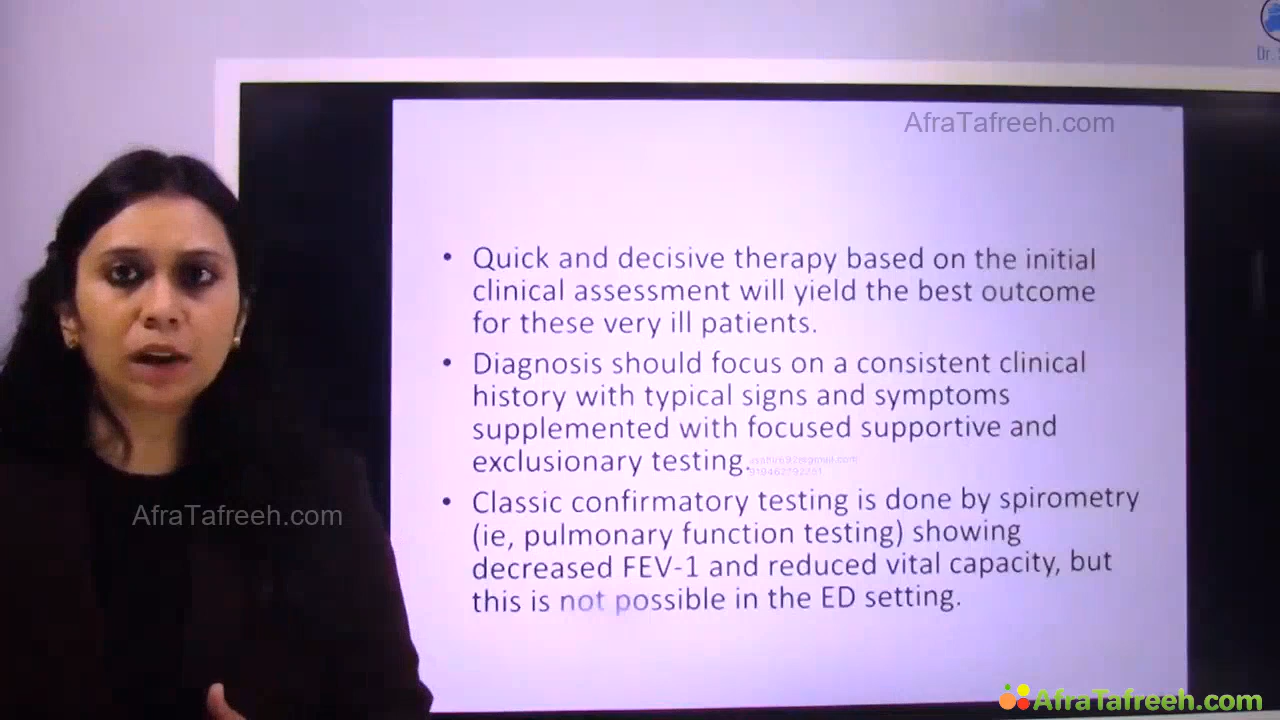 Dr.
AfraTafreeh.com
• Quick and decisive therapy based on the initial
clinical assessment will yield the best outcome
for these very ill patients.
• Diagnosis should focus on a consistent clinical
history with typical signs and symptoms
supplemented with focused supportive and
exclusionary testing.
• Classic confirmatory testing is done by spirometry
(ie, pulmonary function testing) showing
decreased FEV-1 and reduced vital capacity, but
this is not possible in the ED setting.
AfraTafreeh.com
AfraTafreeh.com